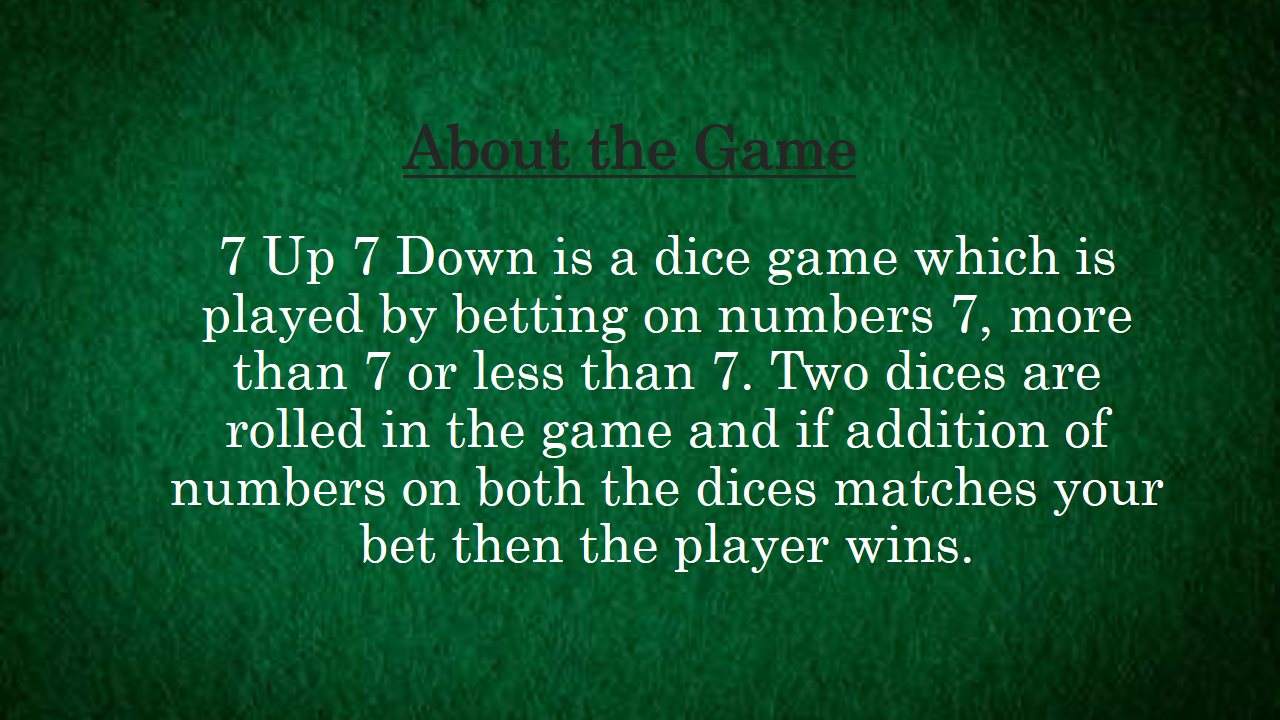 About the Game
7 Up 7 Down is a dice game which is
played by betting on numbers 7, more
than 7 or less than 7. Two dices are
rolled in the game and if addition of
numbers on both the dices matches your
bet then the player wins.